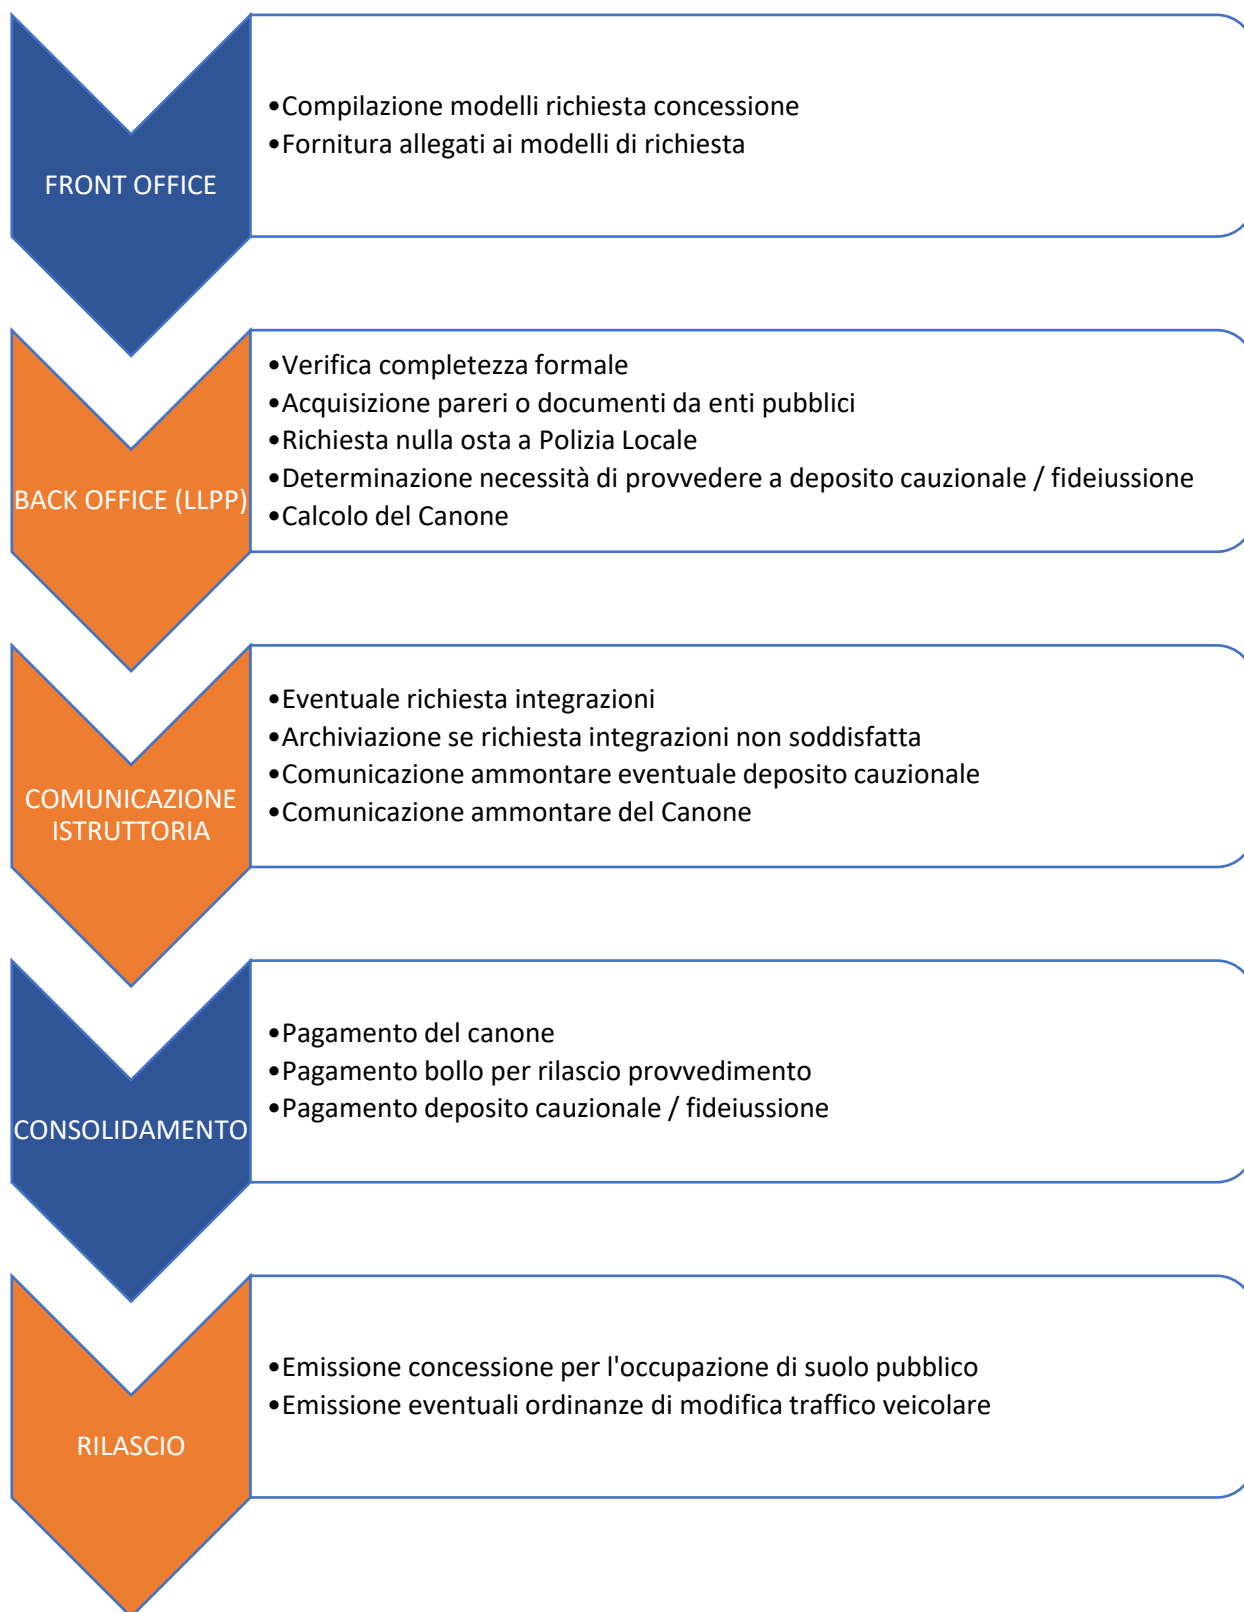 FRONT OFFICE
•Compilazione modelli richiesta concessione
•Fornitura allegati ai modelli di richiesta
BACK OFFICE (LLPP)
•Verifica completezza formale
•Acquisizione pareri o documenti da enti pubblici
•Richiesta nulla osta a Polizia Locale
•Determinazione necessità di provvedere a deposito cauzionale / fideiussione
•Calcolo del Canone
COMUNICAZIONE
ISTRUTTORIA
•Eventuale richiesta integrazioni
•Archiviazione se richiesta integrazioni non soddisfatta
•Comunicazione ammontare eventuale deposito cauzionale
•Comunicazione ammontare del Canone
CONSOLIDAMENTO
•Pagamento del canone
•Pagamento bollo per rilascio provvedimento
•Pagamento deposito cauzionale / fideiussione
RILASCIO
•Emissione concessione per l'occupazione di suolo pubblico
•Emissione eventuali ordinanze di modifica traffico veicolare